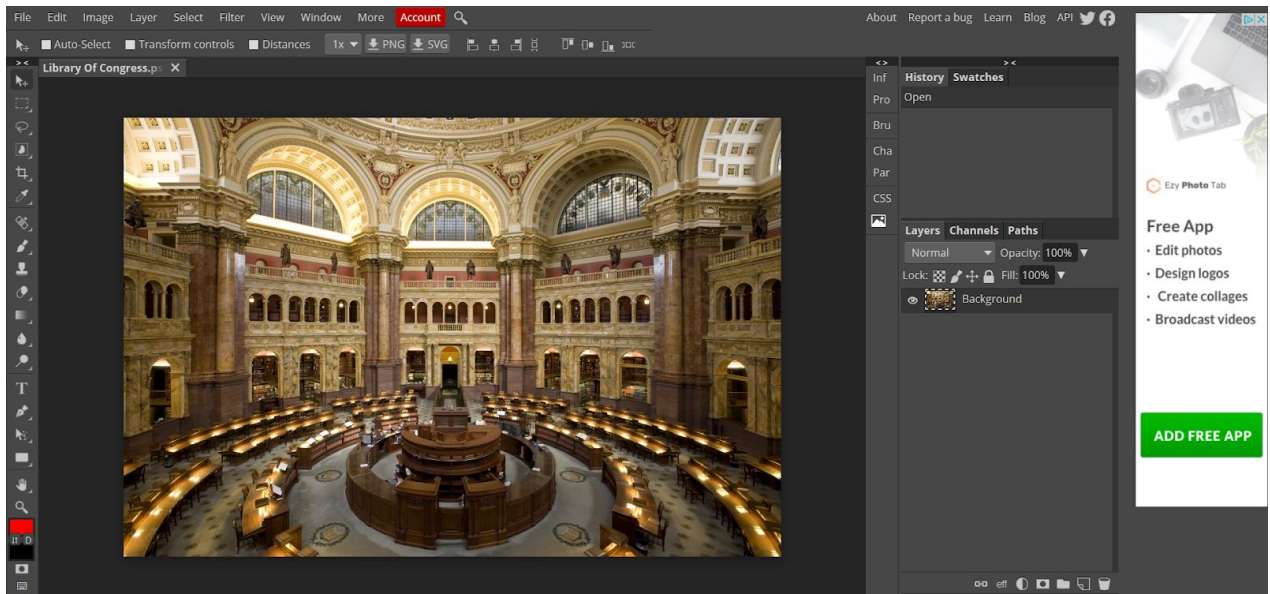 File Edit Image Layer Select Filter View Window More Account
About Report a bug Learn Blog API
Auto-Select Transform controls Distances 1x PNG SVG
Library Of Congress.ps
> <
< >
> <
Inf
Pro
Bru
Cha
Par
CSS
History Swatches
Open
Layers Channels Paths
Normal Opacity: 100%
Lock: Fill: 100%
Background
eff
T
D
Ezy Photo Tab
Free App
· Edit photos
· Design logos
· Create collages
· Broadcast videos
ADD FREE APP